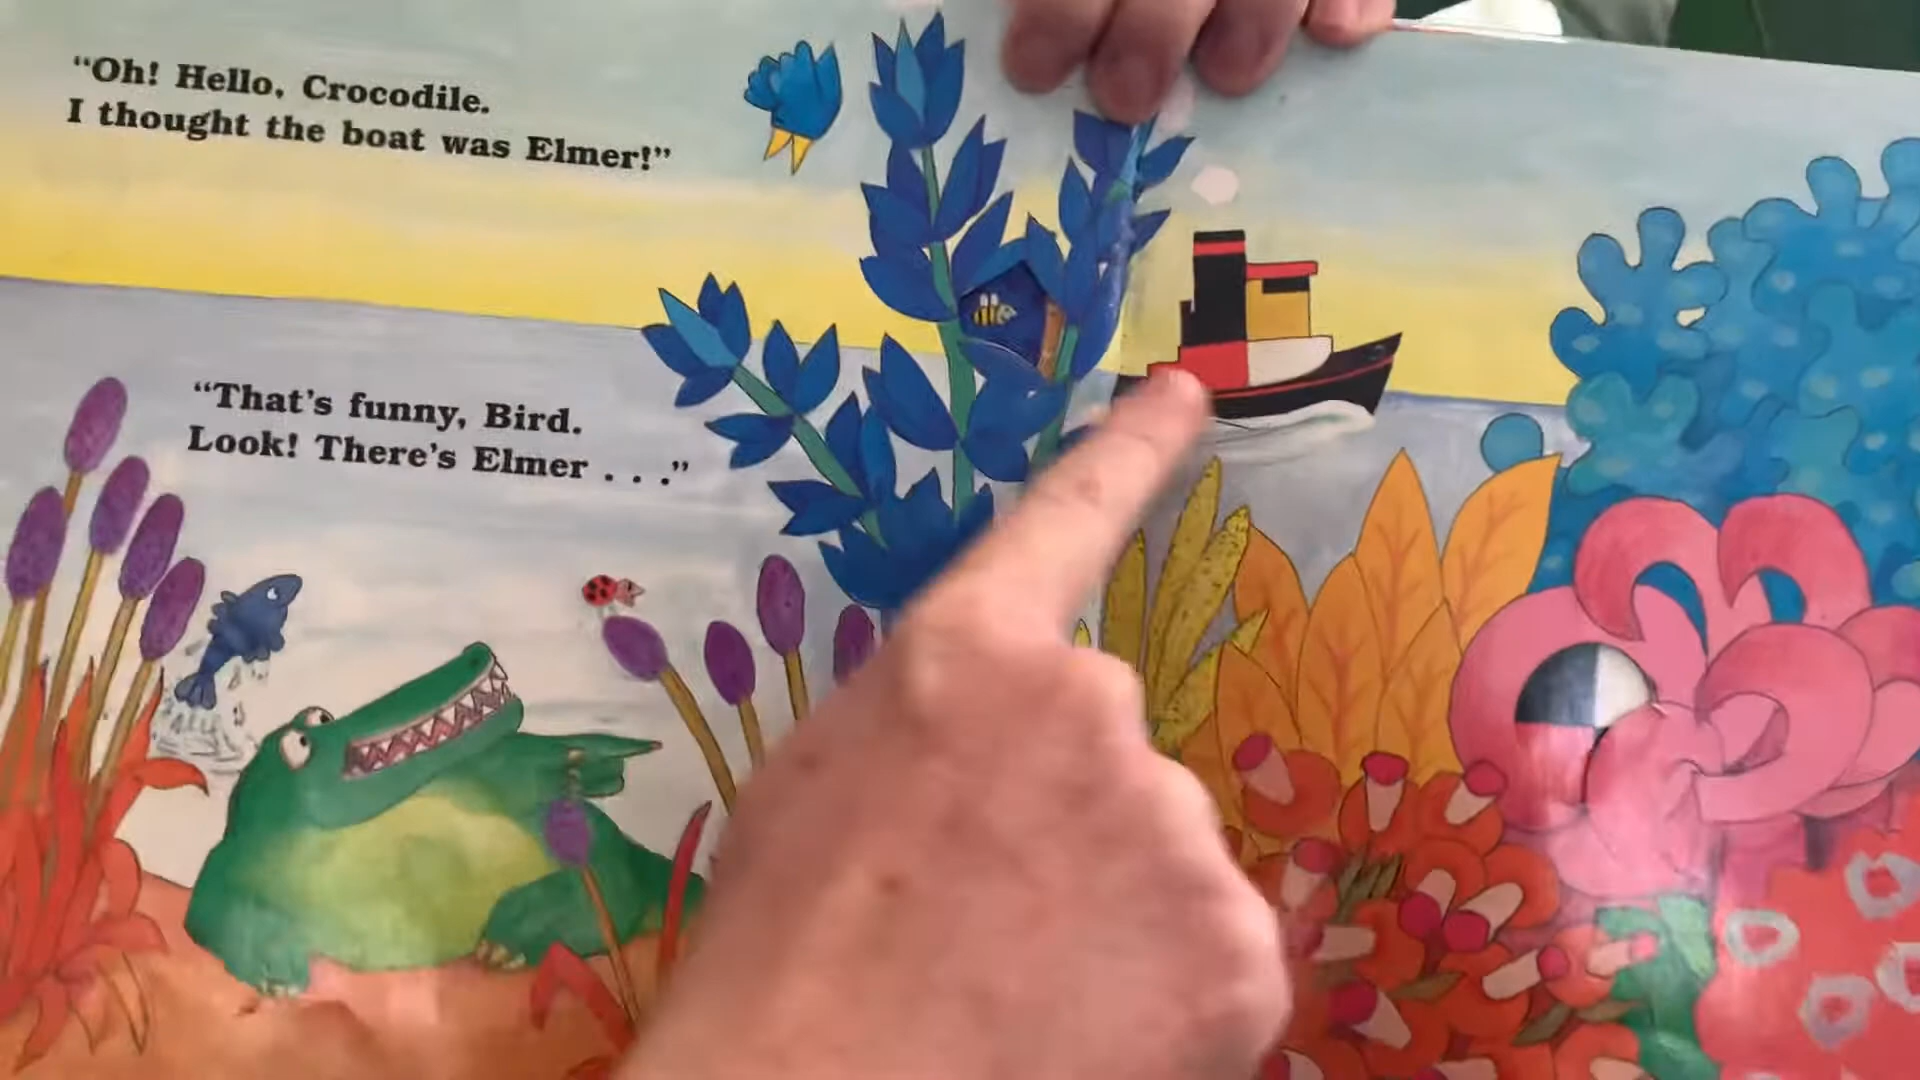 “Oh! Hello, Crocodile.
I thought the boat was Elmer!”
“That’s funny, Bird.
Look! There’s Elmer . . .”